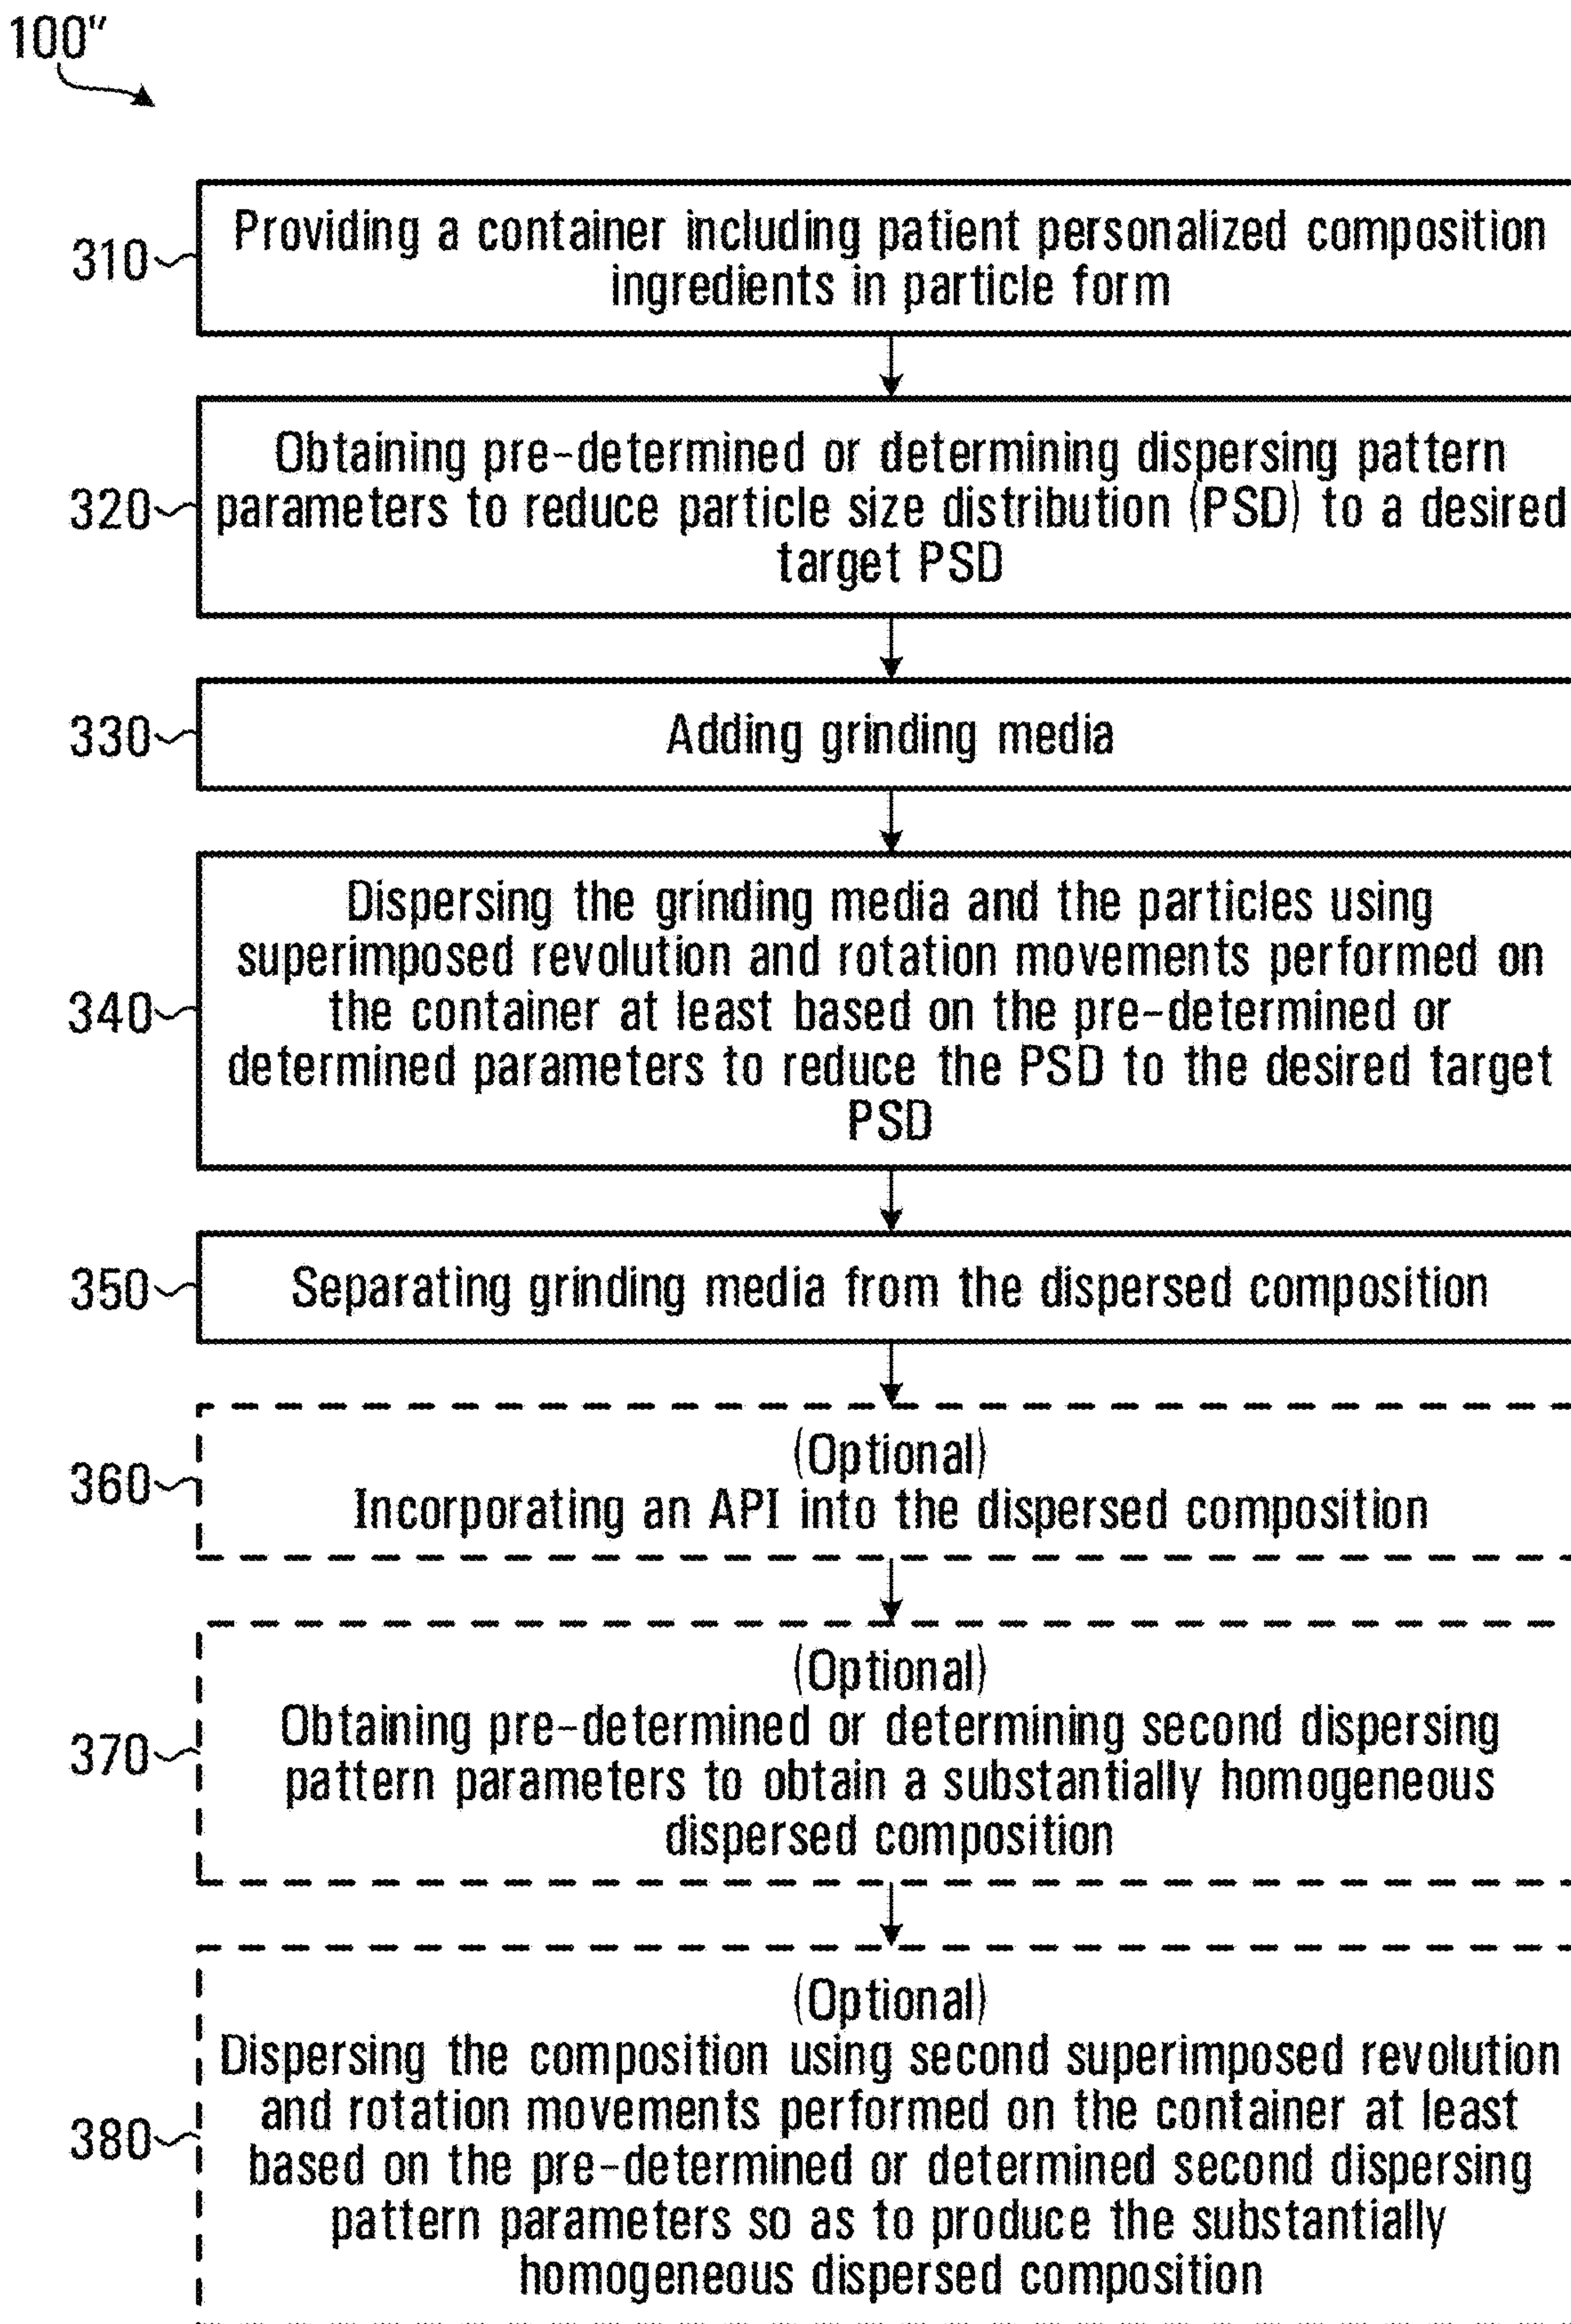 100"
310
Providing a container including patient personalized composition
ingredients in particle form
320
Obtaining pre-determined or determining dispersing pattern
parameters to reduce particle size distribution (PSD) to a desired
target PSD
330
Adding grinding media
340
Dispersing the grinding media and the particles using
superimposed revolution and rotation movements performed on
the container at least based on the pre-determined or
determined parameters to reduce the PSD to the desired target
PSD
350
Separating grinding media from the dispersed composition
360
(Optional)
Incorporating an API into the dispersed composition
370
(Optional)
Obtaining pre-determined or determining second dispersing
pattern parameters to obtain a substantially homogeneous
dispersed composition
380
(Optional)
Dispersing the composition using second superimposed revolution
and rotation movements performed on the container at least
based on the pre-determined or determined second dispersing
pattern parameters so as to produce the substantially
homogeneous dispersed composition